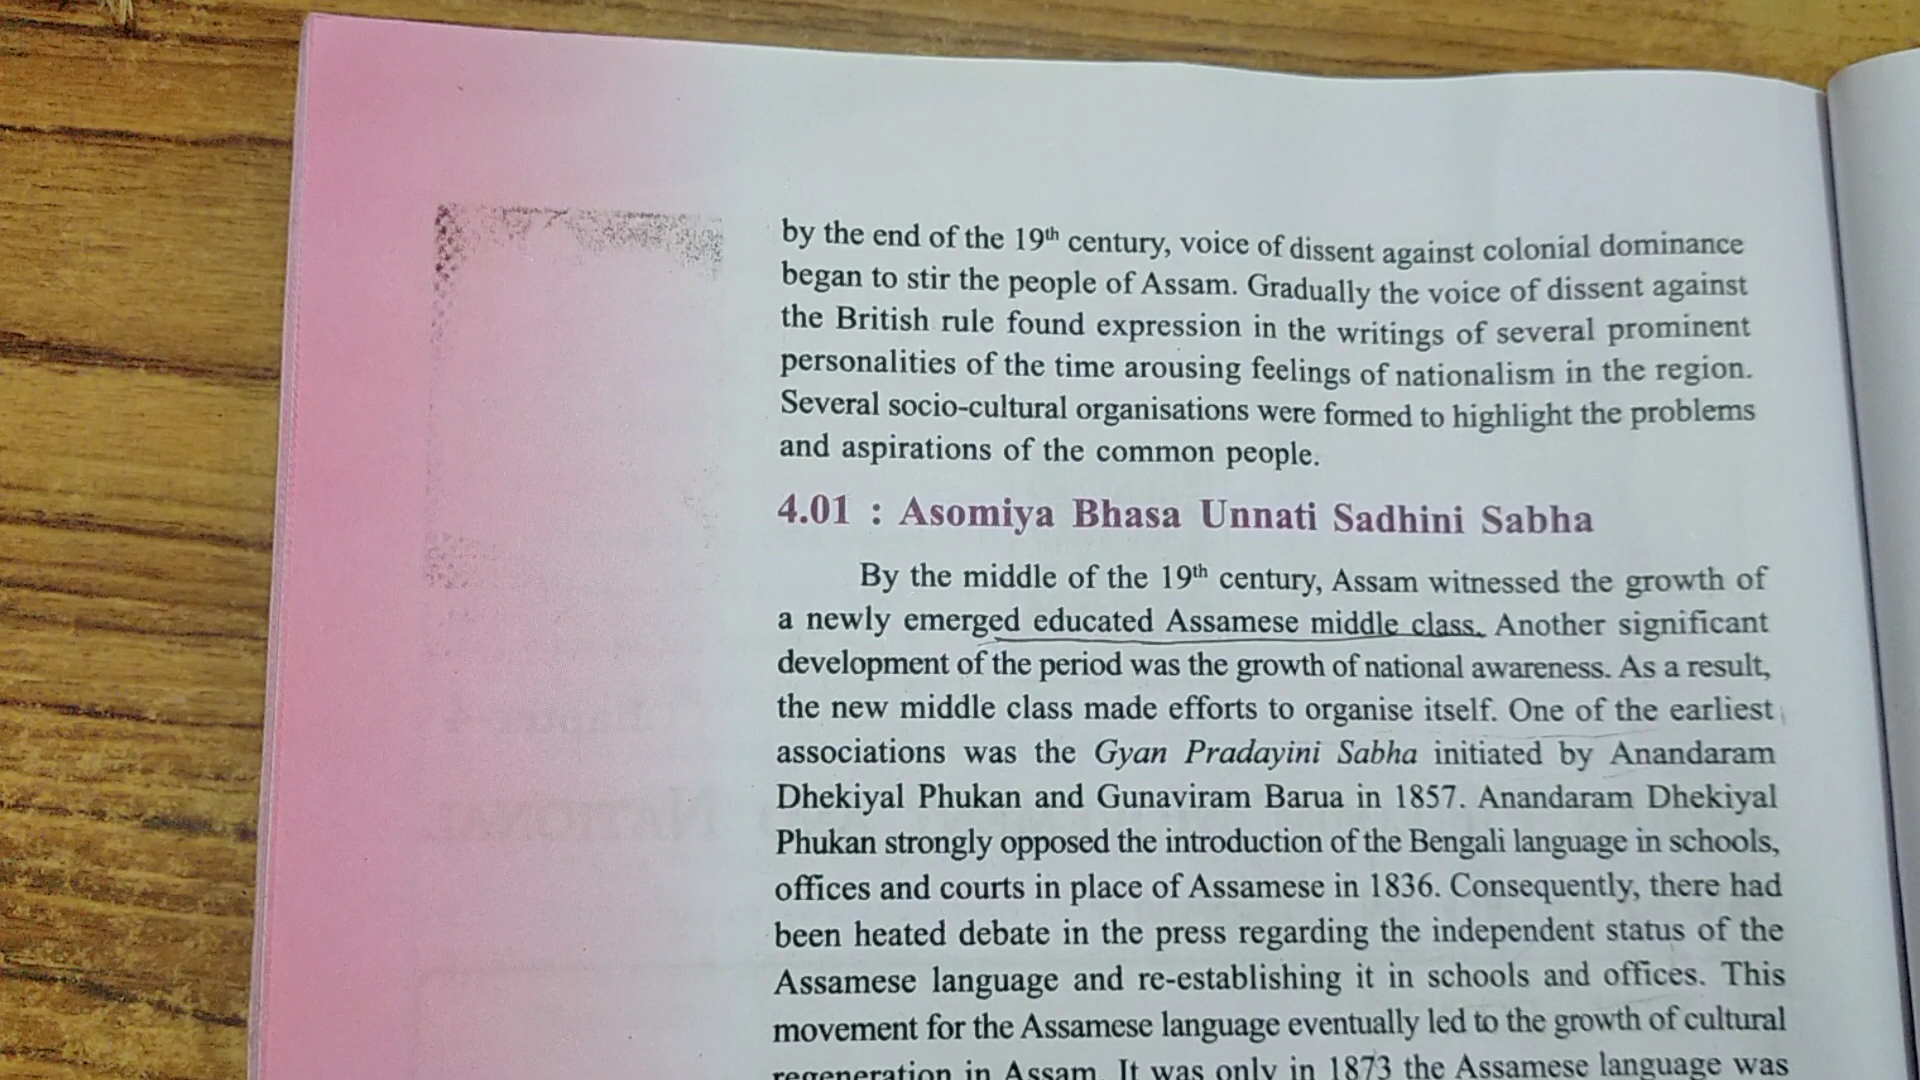 by the end of the 19th century, voice of dissent against colonial dominance
began to stir the people of Assam. Gradually the voice of dissent against
the British rule found expression in the writings of several prominent
personalities of the time arousing feelings of nationalism in the region.
Several socio-cultural organisations were formed to highlight the problems
and aspirations of the common people.
4.01 : Asomiya Bhasa Unnati Sadhini Sabha
By the middle of the 19th century, Assam witnessed the growth of
a newly emerged educated Assamese middle class. Another significant
development of the period was the growth of national awareness. As a result,
the new middle class made efforts to organise itself. One of the earliest
associations was the Gyan Pradayini Sabha initiated by Anandaram
Dhekiyal Phukan and Gunaviram Barua in 1857. Anandaram Dhekiyal
Phukan strongly opposed the introduction of the Bengali language in schools,
offices and courts in place of Assamese in 1836. Consequently, there had
been heated debate in the press regarding the independent status of the
Assamese language and re-establishing it in schools and offices. This
movement for the Assamese language eventually led to the growth of cultural
regeneration in Assam. It was only in 1873 the Assamese language was